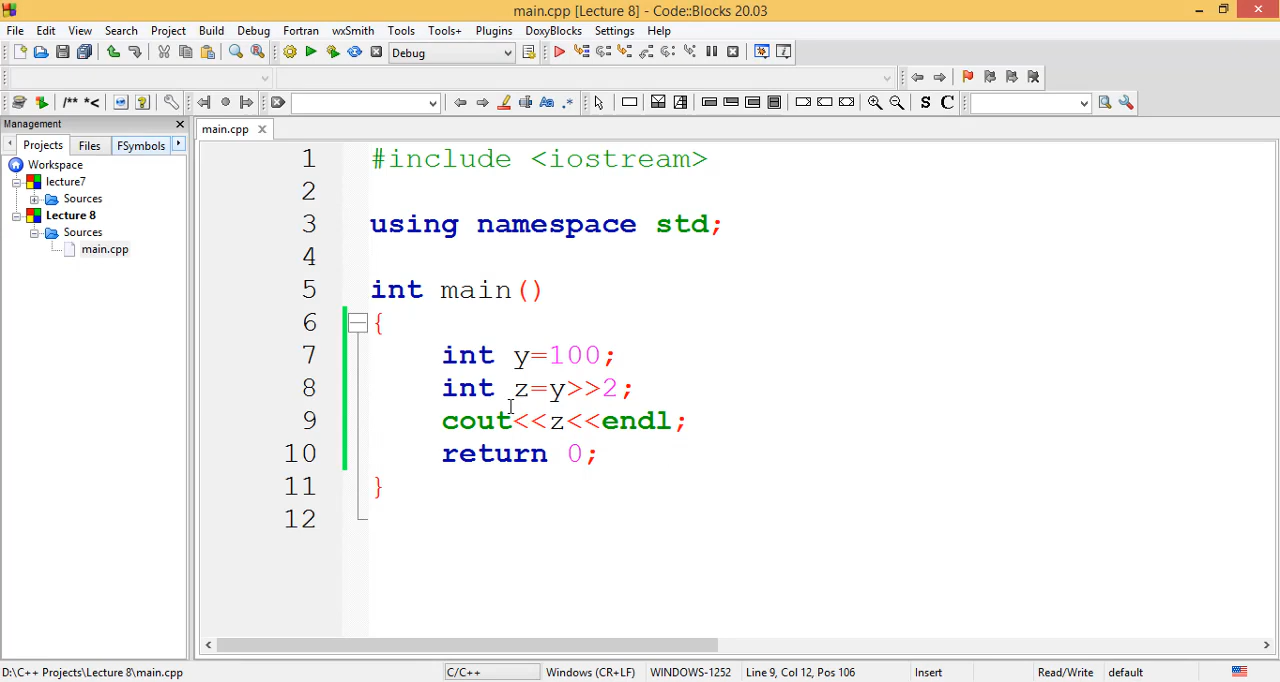 main.cpp [Lecture 8] - Code::Blocks 20.03
File Edit View Search Project Build Debug Fortran wxSmith Tools Tools+ Plugins DoxyBlocks Settings Help
Debug
/** *<
Aa .* S C
Management
main.cpp
Projects Files FSymbols
Workspace
lecture7
Sources
Lecture 8
Sources
main.cpp
1 #include <iostream>
2
3 using namespace std;
4
5 int main()
6 {
7 int y=100;
8 int z=y>>2;
9 cout<<z<<endl;
10 return 0;
11 }
12
D:\C++ Projects\Lecture 8\main.cpp C/C++ Windows (CR+LF) WINDOWS-1252 Line 9, Col 12, Pos 106 Insert Read/Write default